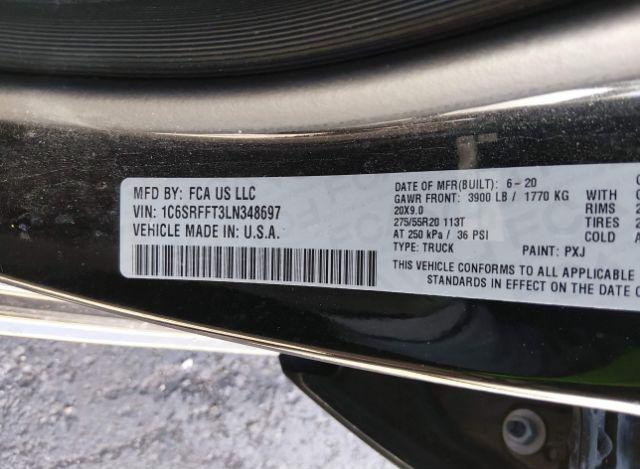 MFD BY: FCA US LLC
VIN: 1C6SRFFT3LN348697
VEHICLE MADE IN: U.S.A.
DATE OF MFR(BUILT): 6-20
GAWR FRONT: 3900 LB / 1770 KG WITH
20X9.0 RIMS
275/55R20 113T TIRES
AT 250 kPa / 36 PSI COLD
TYPE: TRUCK PAINT: PXJ
THIS VEHICLE CONFORMS TO ALL APPLICABLE
STANDARDS IN EFFECT ON THE DATE